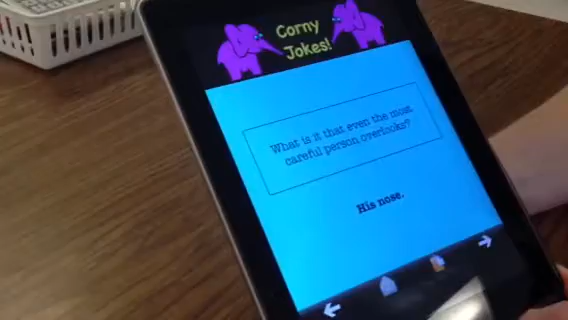 Corny
Jokes!
What is it that even the most
careful person overlooks?
His nose.